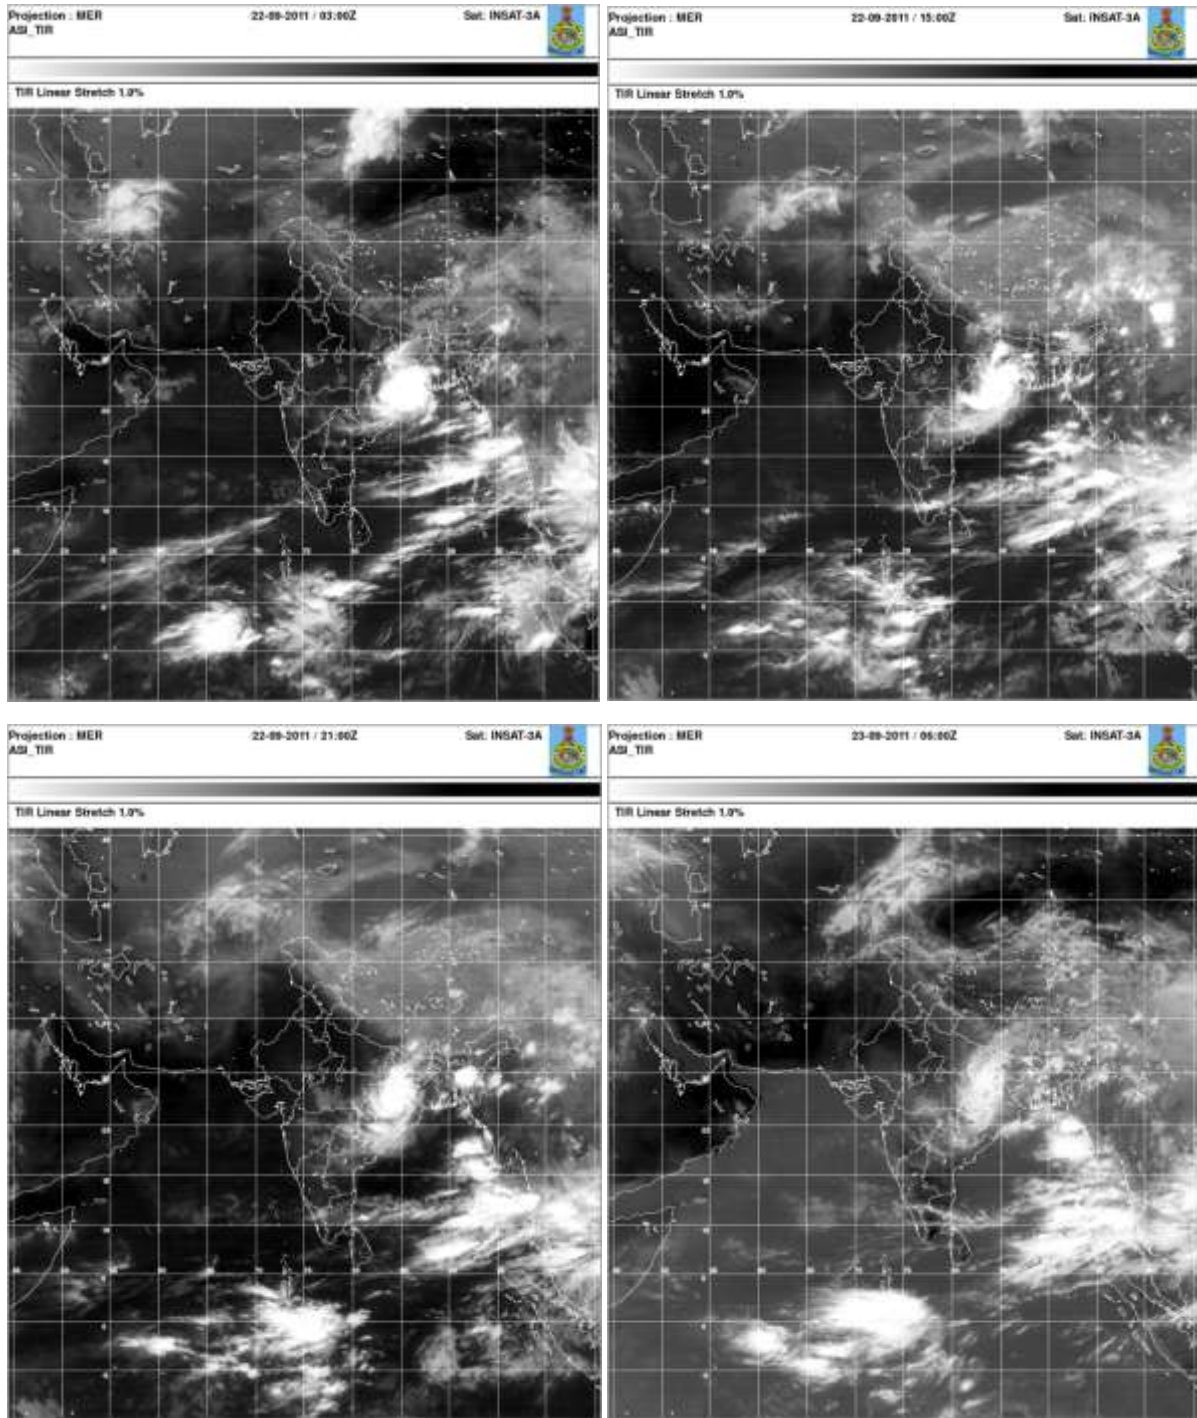 Projection : MER 22-09-2011 / 03:00Z Sat: INSAT-3A
ASI_TIR
TIR Linear Stretch 1.0%
Projection : MER 22-09-2011 / 15:00Z Sat: INSAT-3A
ASI_TIR
TIR Linear Stretch 1.0%
Projection : MER 22-09-2011 / 21:00Z Sat: INSAT-3A
ASI_TIR
TIR Linear Stretch 1.0%
Projection : MER 23-09-2011 / 06:00Z Sat: INSAT-3A
ASI_TIR
TIR Linear Stretch 1.0%